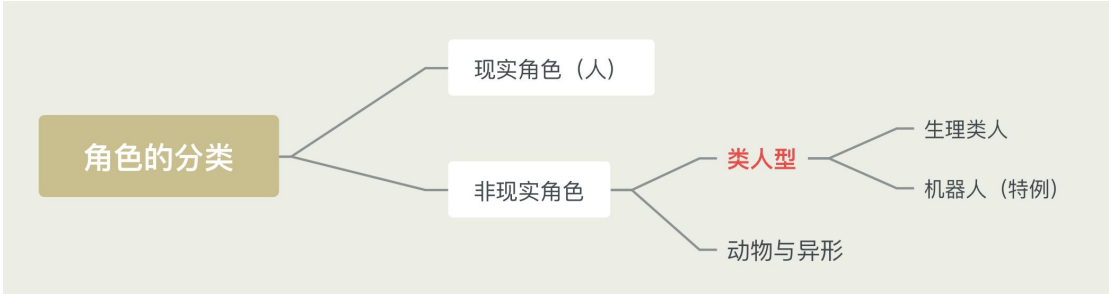 角色的分类
现实角色（人）
非现实角色
类人型
生理类人
机器人（特例）
动物与异形